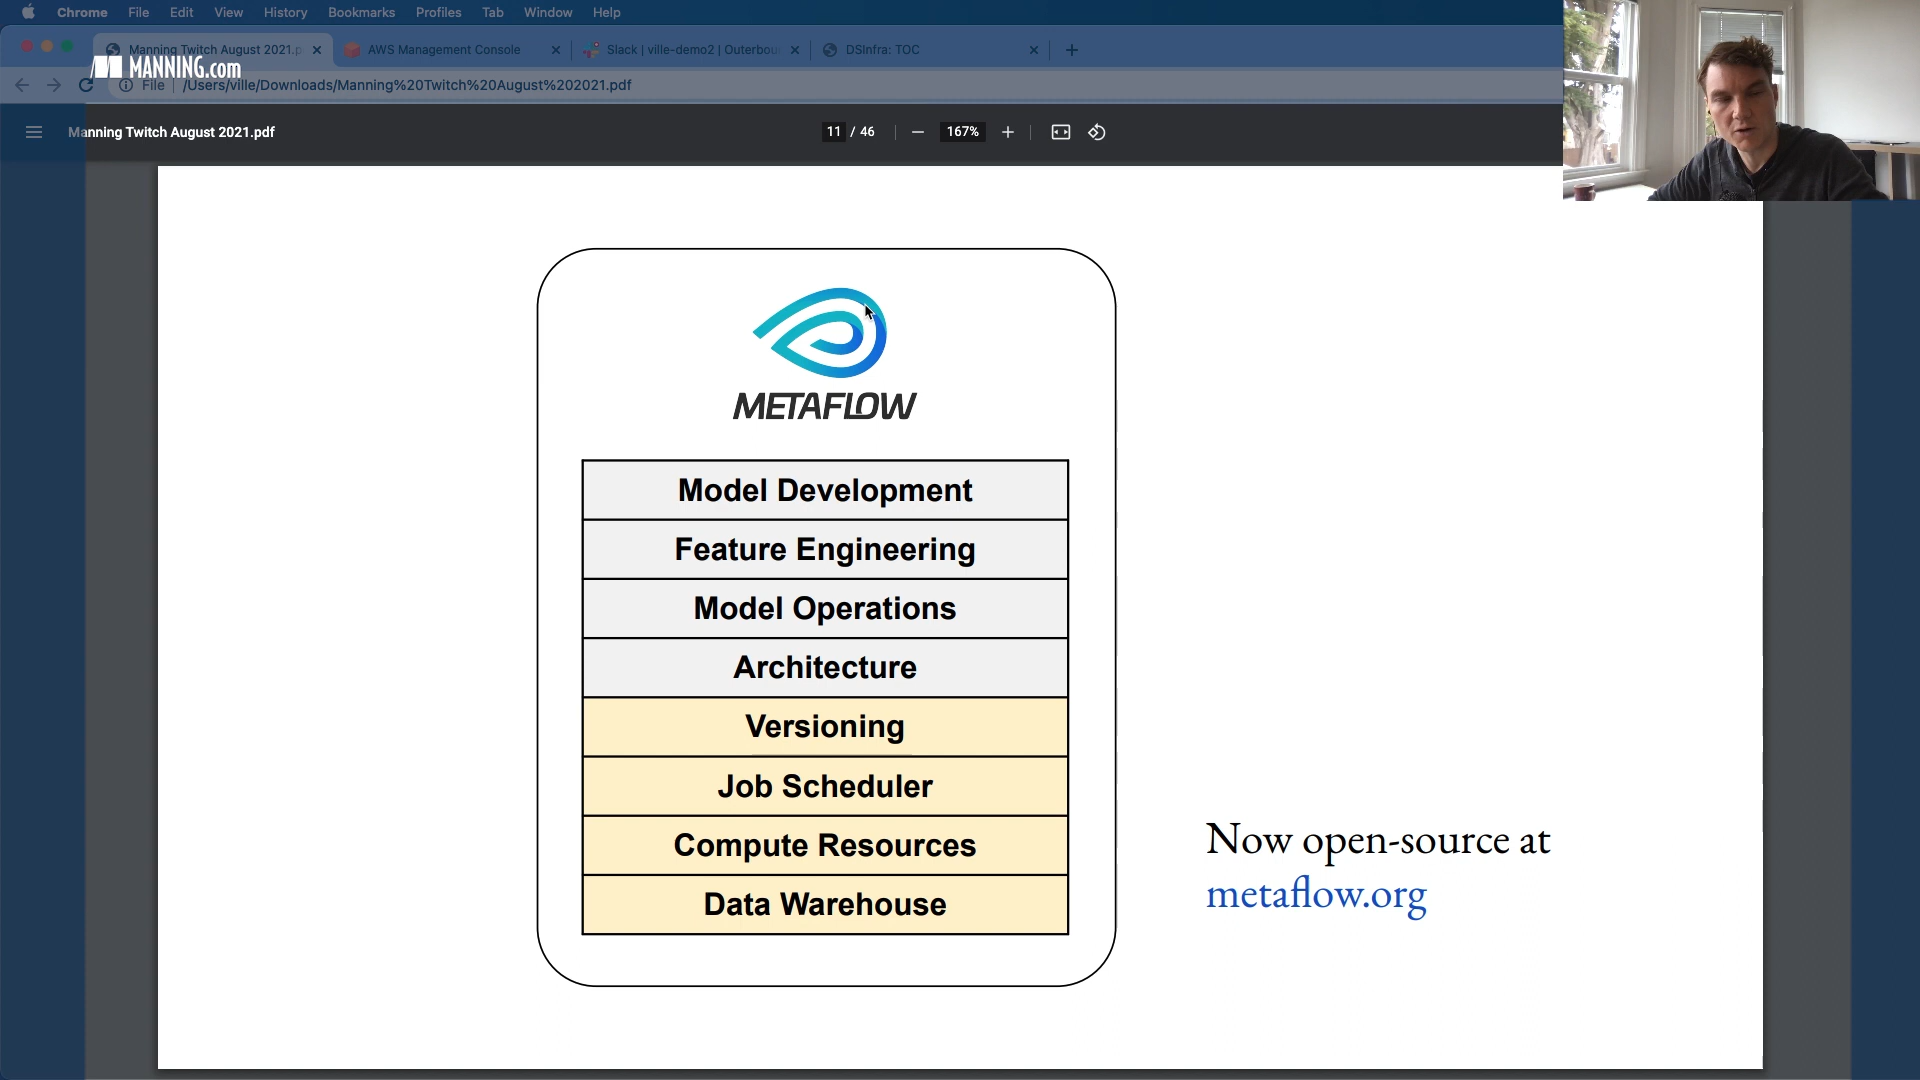 Chrome File Edit View History Bookmarks Profiles Tab Window Help
Manning Twitch August 2021.p
AWS Management Console
Slack | ville-demo2 | Outerbou
DSInfra: TOC
MANNING.com
File /Users/ville/Downloads/Manning%20Twitch%20August%202021.pdf
Manning Twitch August 2021.pdf
11 / 46
167%
METAFLOW
Model Development
Feature Engineering
Model Operations
Architecture
Versioning
Job Scheduler
Compute Resources
Data Warehouse
Now open-source at
metaflow.org